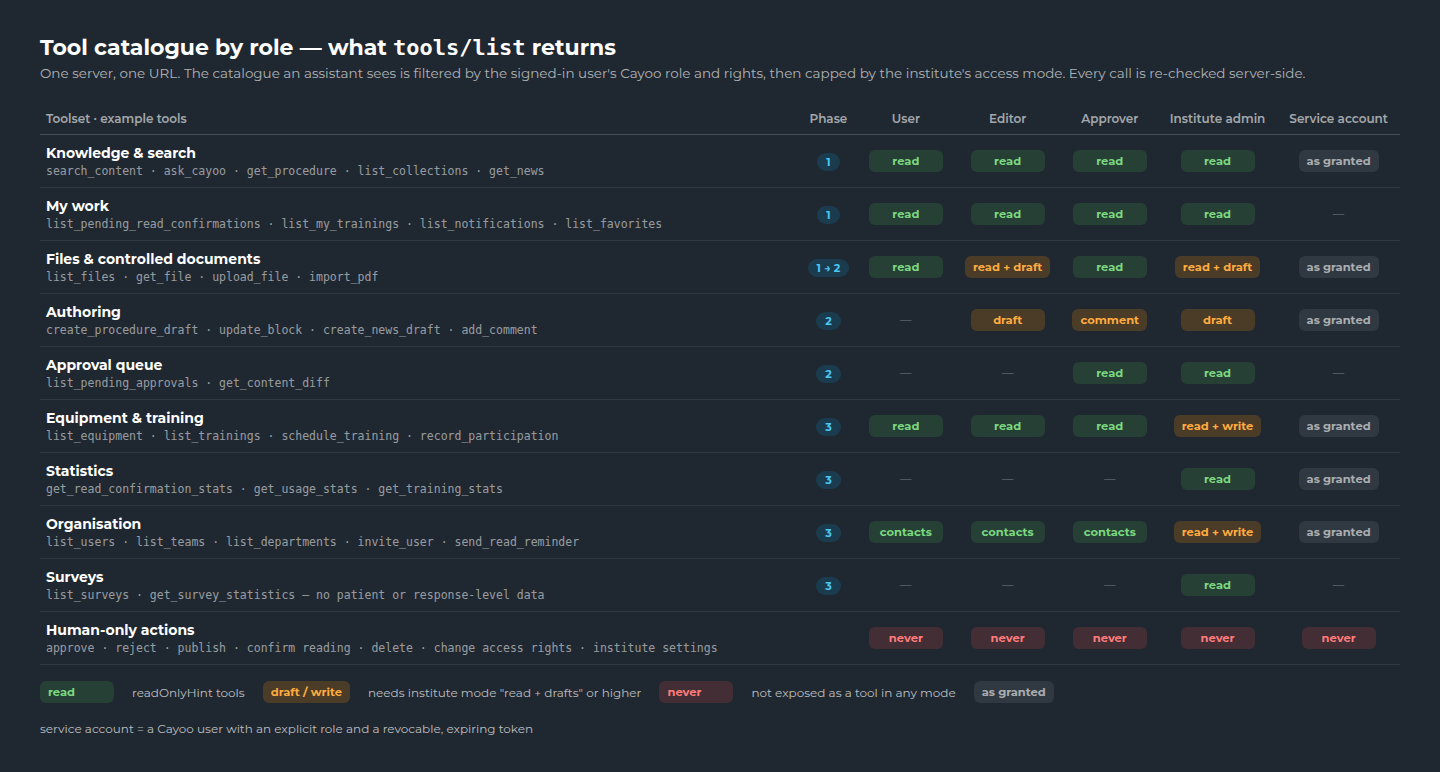 Tool catalogue by role — what tools/list returns
One server, one URL. The catalogue an assistant sees is filtered by the signed-in user's Cayoo role and rights, then capped by the institute's access mode. Every call is re-checked server-side.
Toolset · example tools Phase User Editor Approver Institute admin Service account
Knowledge & search
1 read read read read as granted
search_content · ask_cayoo · get_procedure · list_collections · get_news
My work
1 read read read read —
list_pending_read_confirmations · list_my_trainings · list_notifications · list_favorites
Files & controlled documents
1 → 2 read read + draft read read + draft as granted
list_files · get_file · upload_file · import_pdf
Authoring
2 — draft comment draft as granted
create_procedure_draft · update_block · create_news_draft · add_comment
Approval queue
2 — — read read —
list_pending_approvals · get_content_diff
Equipment & training
3 read read read read + write as granted
list_equipment · list_trainings · schedule_training · record_participation
Statistics
3 — — — read as granted
get_read_confirmation_stats · get_usage_stats · get_training_stats
Organisation
3 contacts contacts contacts read + write as granted
list_users · list_teams · list_departments · invite_user · send_read_reminder
Surveys
3 — — — read —
list_surveys · get_survey_statistics — no patient or response-level data
Human-only actions
never never never never never
approve · reject · publish · confirm reading · delete · change access rights · institute settings
read readOnlyHint tools draft / write needs institute mode "read + drafts" or higher never not exposed as a tool in any mode as granted
service account = a Cayoo user with an explicit role and a revocable, expiring token